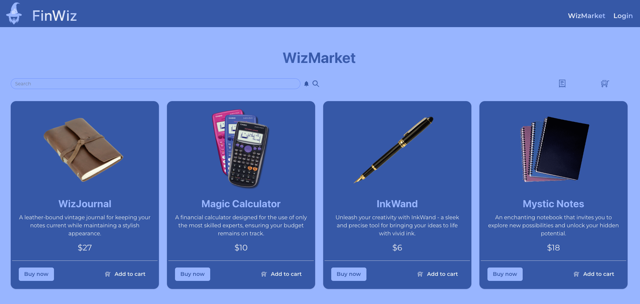 FinWiz
WizMarket
Login
WizMarket
Search
WizJournal
A leather-bound vintage journal for keeping your
notes current while maintaining a stylish
appearance.
$27
Buy now
Add to cart
Magic Calculator
A financial calculator designed for the use of only
the most skilled experts, ensuring your budget
remains on track.
$10
Buy now
Add to cart
InkWand
Unleash your creativity with InkWand - a sleek
and precise tool for bringing your ideas to life
with vivid ink.
$6
Buy now
Add to cart
Mystic Notes
An enchanting notebook that invites you to
explore new possibilities and unlock your hidden
potential.
$18
Buy now
Add to cart